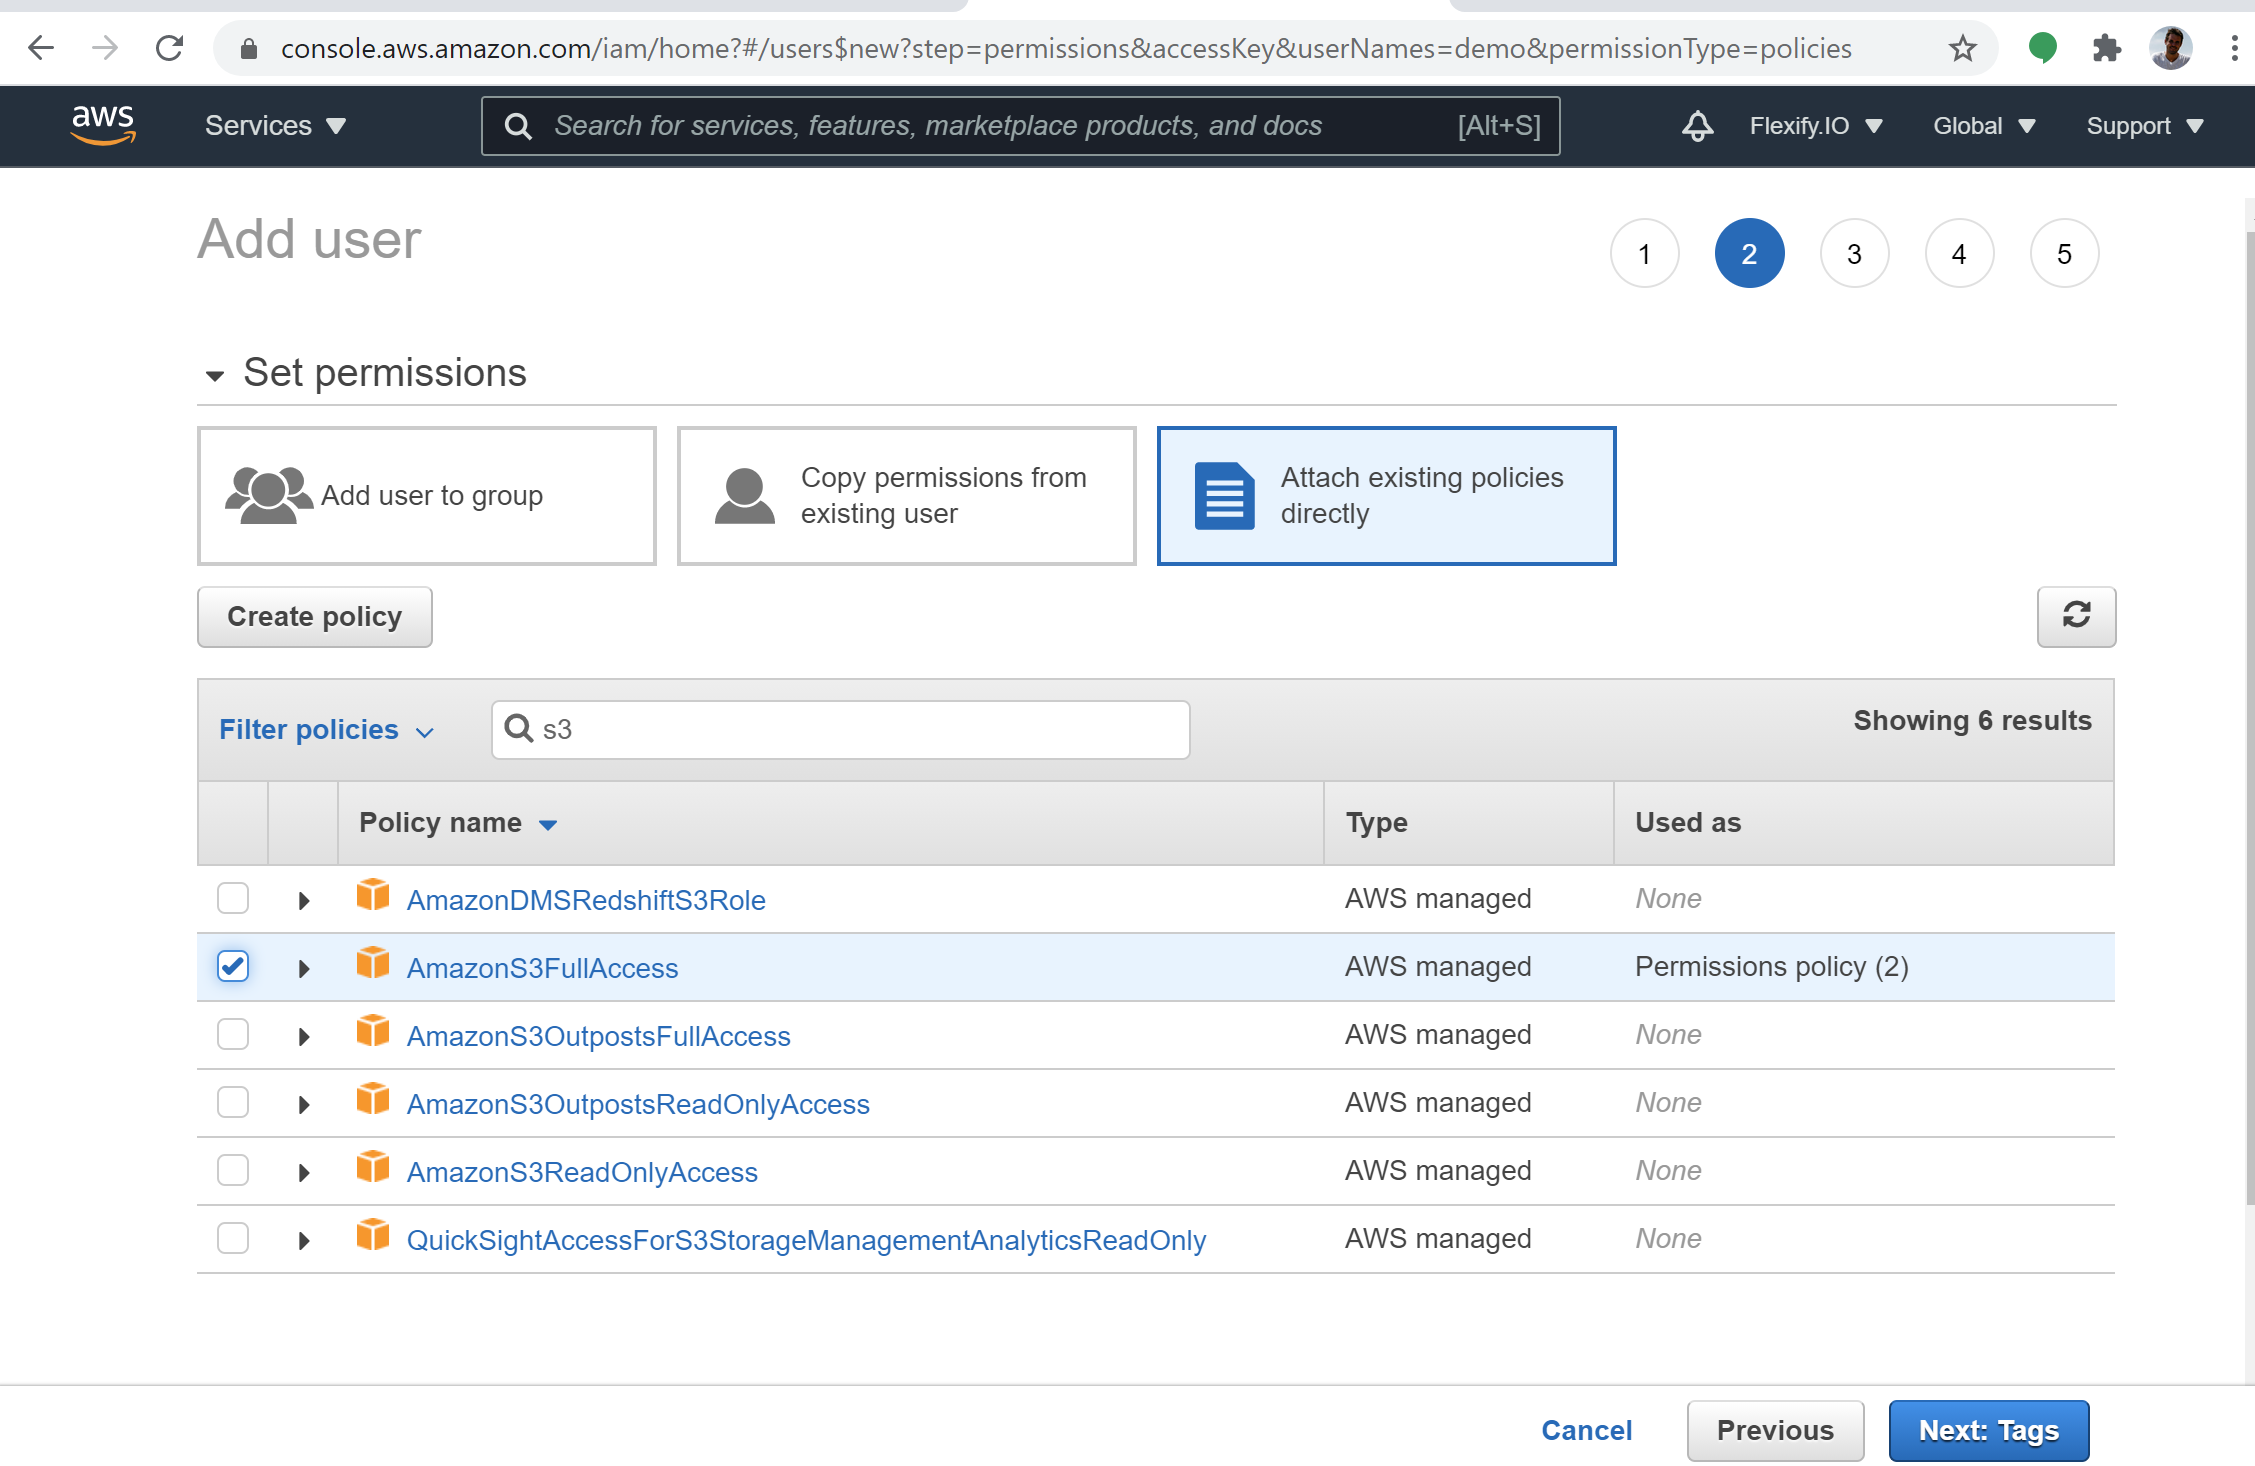 console.aws.amazon.com/iam/home?#/users$new?step=permissions&accessKey&userNames=demo&permissionType=policies
aws Services Search for services, features, marketplace products, and docs [Alt+S] Flexify.IO Global Support
Add user 1 2 3 4 5
Set permissions
Add user to group
Copy permissions from
existing user
Attach existing policies
directly
Create policy
Filter policies s3 Showing 6 results
Policy name Type Used as
AmazonDMSRedshiftS3Role AWS managed None
AmazonS3FullAccess AWS managed Permissions policy (2)
AmazonS3OutpostsFullAccess AWS managed None
AmazonS3OutpostsReadOnlyAccess AWS managed None
AmazonS3ReadOnlyAccess AWS managed None
QuickSightAccessForS3StorageManagementAnalyticsReadOnly AWS managed None
Cancel Previous Next: Tags